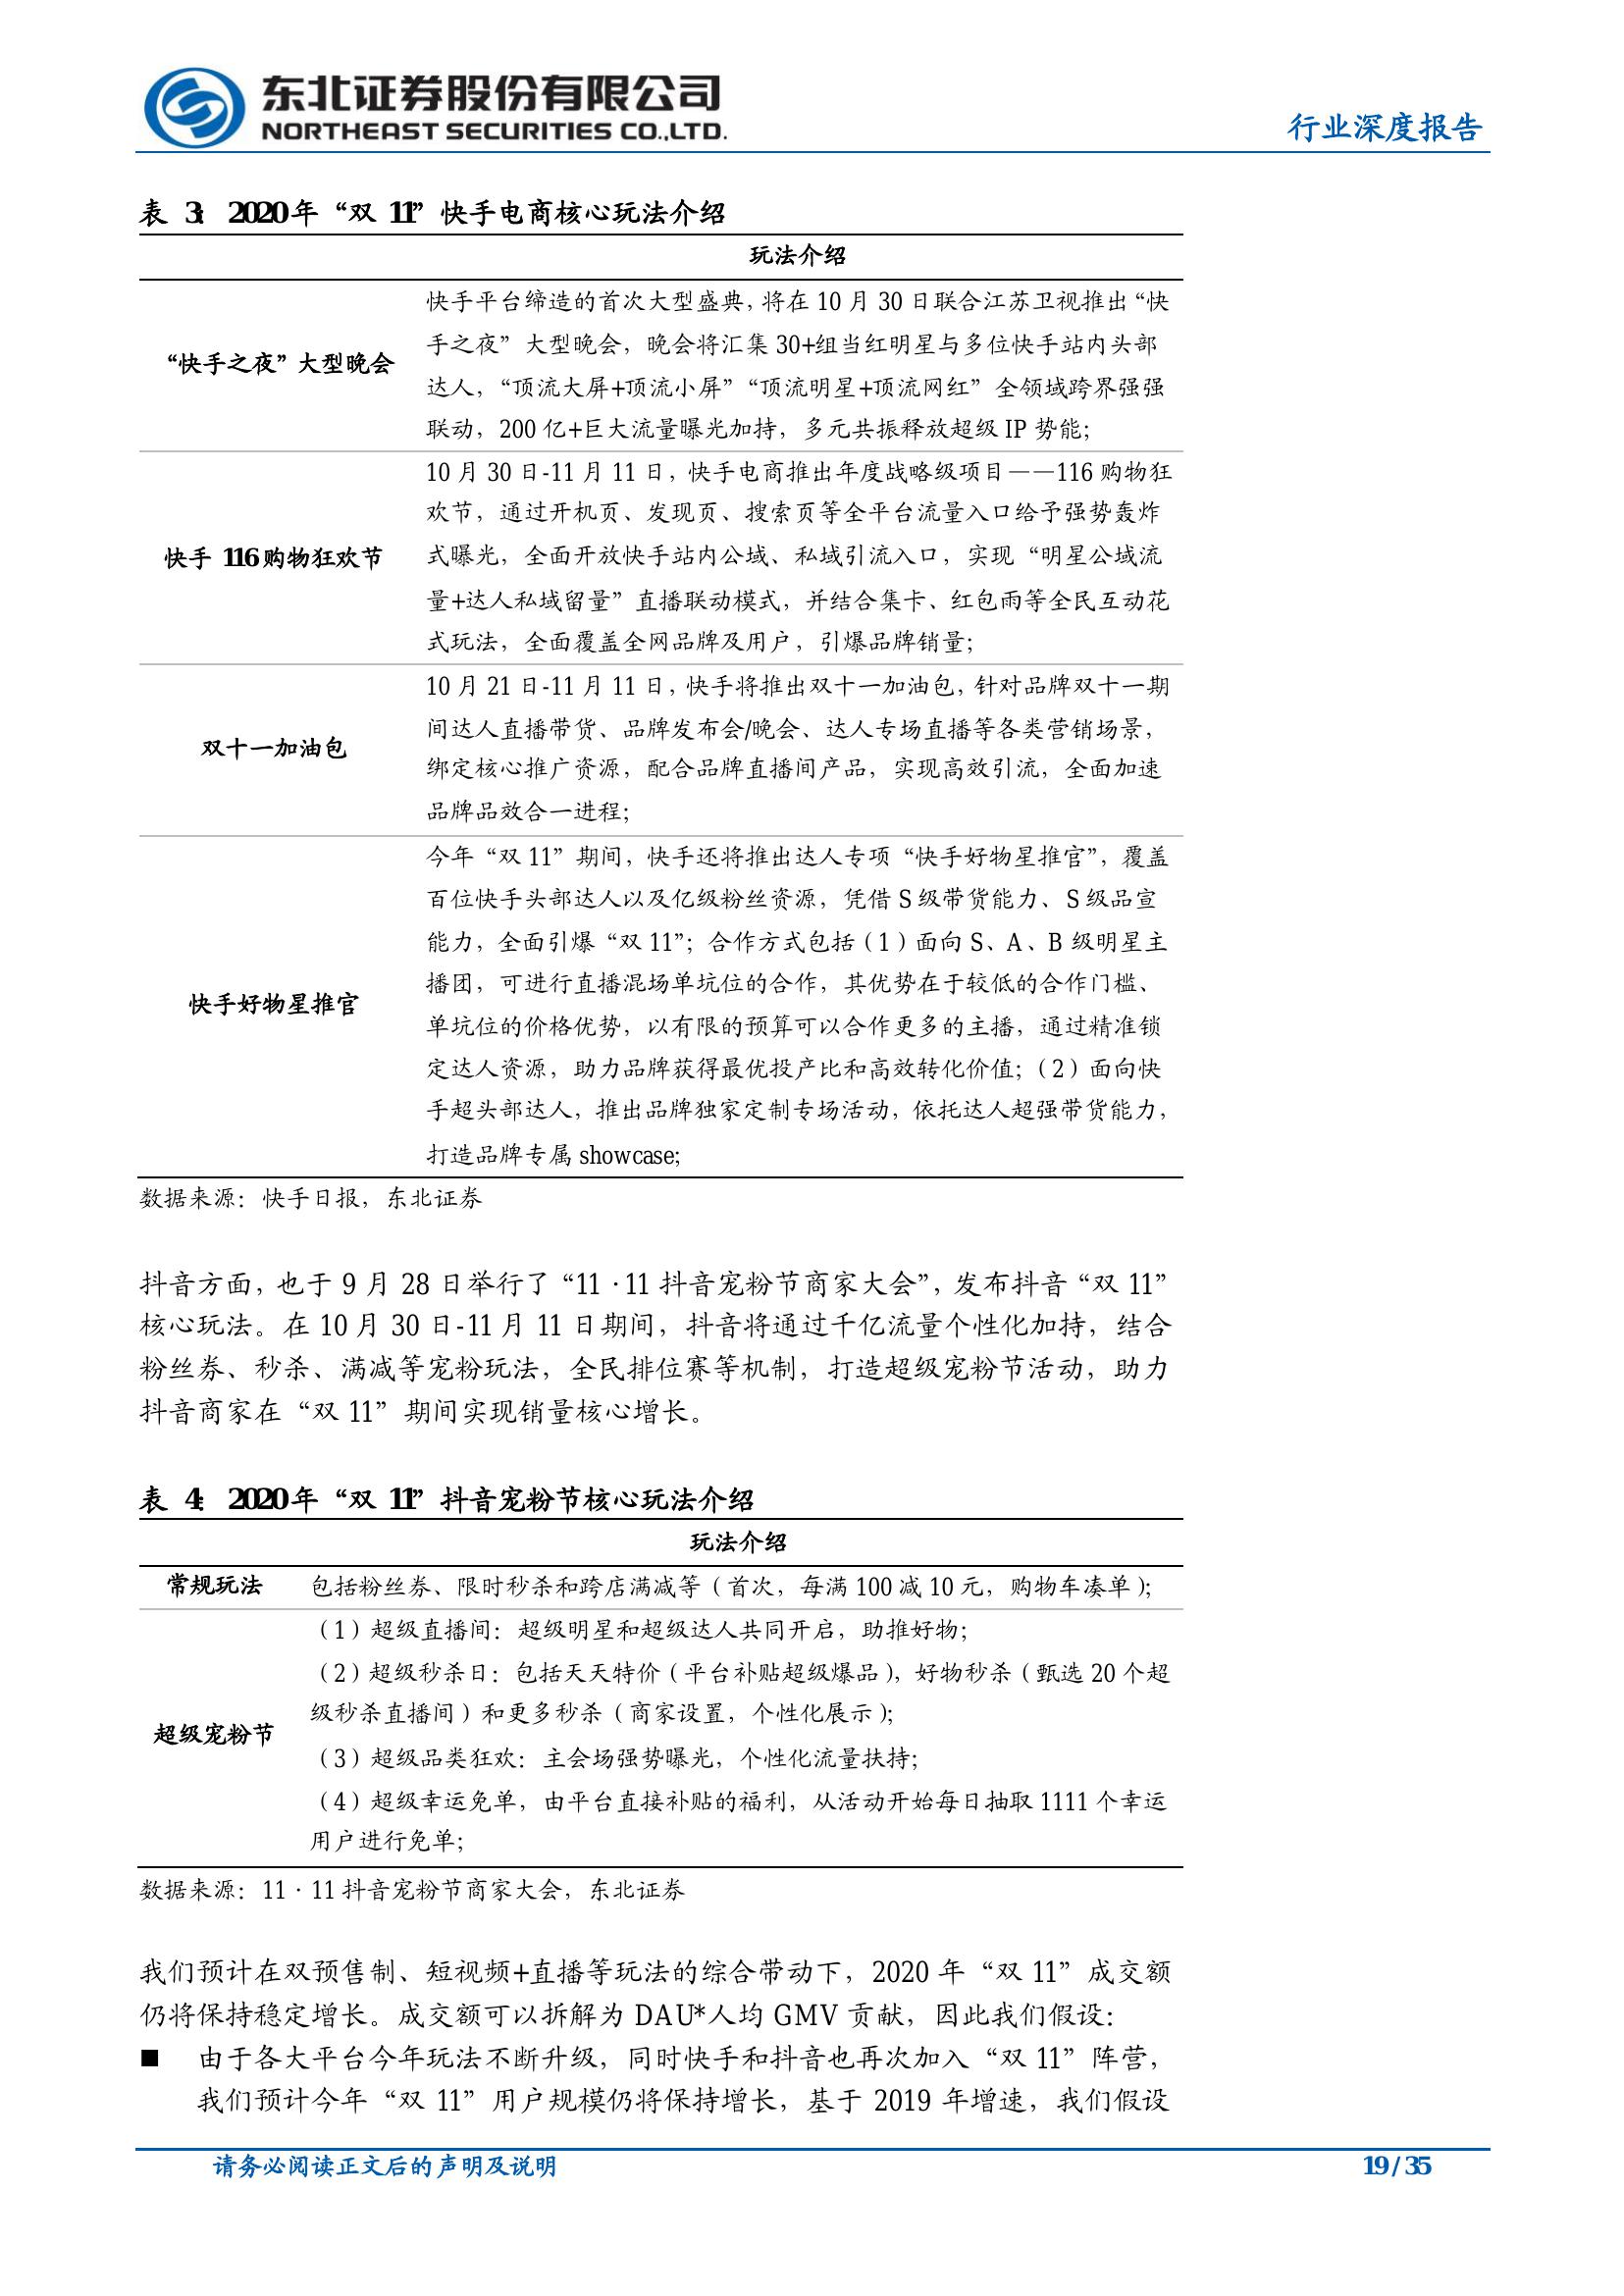 东北证券股份有限公司
NORTHEAST SECURITIES CO.,LTD.
行业深度报告
表 3：2020 年“双 11”快手电商核心玩法介绍
玩法介绍
“快手之夜”大型晚会
快手平台缔造的首次大型盛典，将在 10 月 30 日联合江苏卫视推出“快
手之夜”大型晚会，晚会将汇集 30+组当红明星与多位快手站内头部
达人，“顶流大屏+顶流小屏”“顶流明星+顶流网红”全领域跨界强强
联动，200 亿+巨大流量曝光加持，多元共振释放超级 IP 势能；
快手 116 购物狂欢节
10 月 30 日-11 月 11 日，快手电商推出年度战略级项目——116 购物狂
欢节，通过开机页、发现页、搜索页等全平台流量入口给予强势轰炸
式曝光，全面开放快手站内公域、私域引流入口，实现“明星公域流
量+达人私域留量”直播联动模式，并结合集卡、红包雨等全民互动花
式玩法，全面覆盖全网品牌及用户，引爆品牌销量；
双十一加油包
10 月 21 日-11 月 11 日，快手将推出双十一加油包，针对品牌双十一期
间达人直播带货、品牌发布会/晚会、达人专场直播等各类营销场景，
绑定核心推广资源，配合品牌直播间产品，实现高效引流，全面加速
品牌品效合一进程；
快手好物星推官
今年“双 11”期间，快手还将推出达人专项“快手好物星推官”，覆盖
百位快手头部达人以及亿级粉丝资源，凭借 S 级带货能力、S 级品宣
能力，全面引爆“双 11”；合作方式包括（1）面向 S、A、B 级明星主
播团，可进行直播混场单坑位的合作，其优势在于较低的合作门槛、
单坑位的价格优势，以有限的预算可以合作更多的主播，通过精准锁
定达人资源，助力品牌获得最优投产比和高效转化价值；（2）面向快
手超头部达人，推出品牌独家定制专场活动，依托达人超强带货能力，
打造品牌专属 showcase；
数据来源：快手日报，东北证券
抖音方面，也于 9 月 28 日举行了“11·11 抖音宠粉节商家大会”，发布抖音“双 11”
核心玩法。在 10 月 30 日-11 月 11 日期间，抖音将通过千亿流量个性化加持，结合
粉丝券、秒杀、满减等宠粉玩法，全民排位赛等机制，打造超级宠粉节活动，助力
抖音商家在“双 11”期间实现销量核心增长。
表 4：2020 年“双 11”抖音宠粉节核心玩法介绍
玩法介绍
常规玩法
包括粉丝券、限时秒杀和跨店满减等（首次，每满 100 减 10 元，购物车凑单）；
超级宠粉节
（1）超级直播间：超级明星和超级达人共同开启，助推好物；
（2）超级秒杀日：包括天天特价（平台补贴超级爆品），好物秒杀（甄选 20 个超
级秒杀直播间）和更多秒杀（商家设置，个性化展示）；
（3）超级品类狂欢：主会场强势曝光，个性化流量扶持；
（4）超级幸运免单，由平台直接补贴的福利，从活动开始每日抽取 1111 个幸运
用户进行免单；
数据来源：11·11 抖音宠粉节商家大会，东北证券
我们预计在双预售制、短视频+直播等玩法的综合带动下，2020 年“双 11”成交额
仍将保持稳定增长。成交额可以拆解为 DAU*人均 GMV 贡献，因此我们假设：
■ 由于各大平台今年玩法不断升级，同时快手和抖音也再次加入“双 11”阵营，
我们预计今年“双 11”用户规模仍将保持增长，基于 2019 年增速，我们假设
请务必阅读正文后的声明及说明
19 / 35